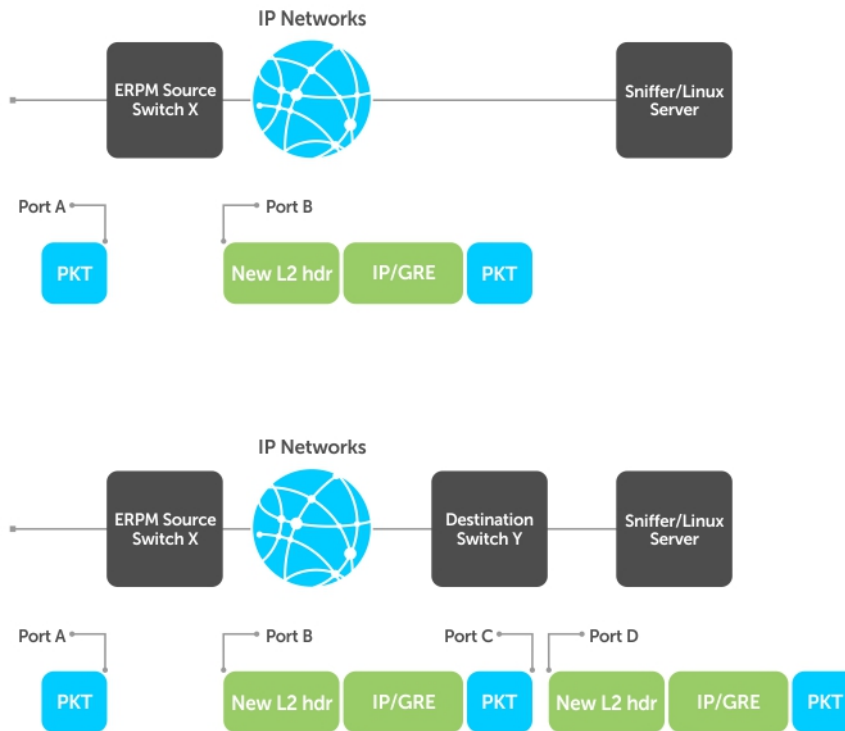 IP Networks
ERPM Source
Switch X
Sniffer/Linux
Server
Port A
Port B
PKT
New L2 hdr
IP/GRE
PKT
IP Networks
ERPM Source
Switch X
Destination
Switch Y
Sniffer/Linux
Server
Port A
Port B
Port C
Port D
PKT
New L2 hdr
IP/GRE
PKT
New L2 hdr
IP/GRE
PKT